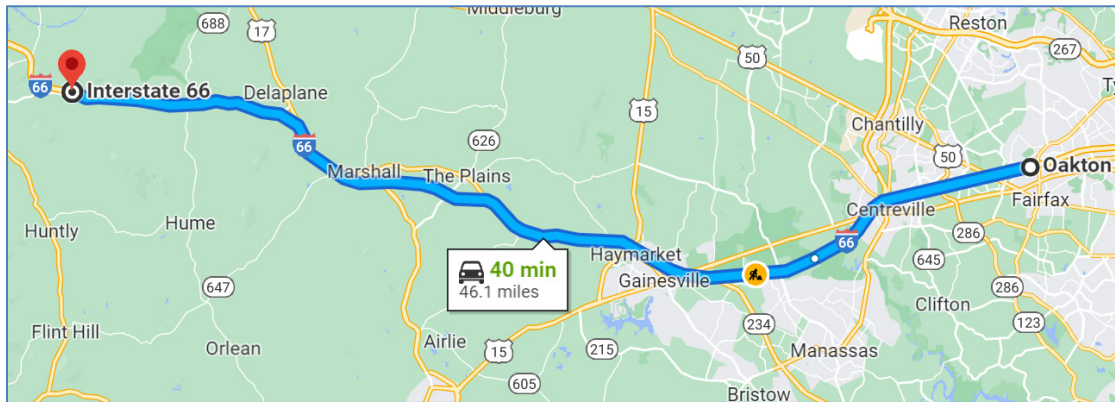 Middleburg
688
17
50
Reston
267
66
Interstate 66
Delaplane
15
50
Ty
Chantilly
66
626
50
Oakton
Marshall
The Plains
Fairfax
Hume
Centreville
Huntly
286
66
Haymarket
645
40 min
46.1 miles
Gainesville
286
647
Clifton
123
234
Flint Hill
Airlie
Orlean
15
215
Manassas
605
Bristow